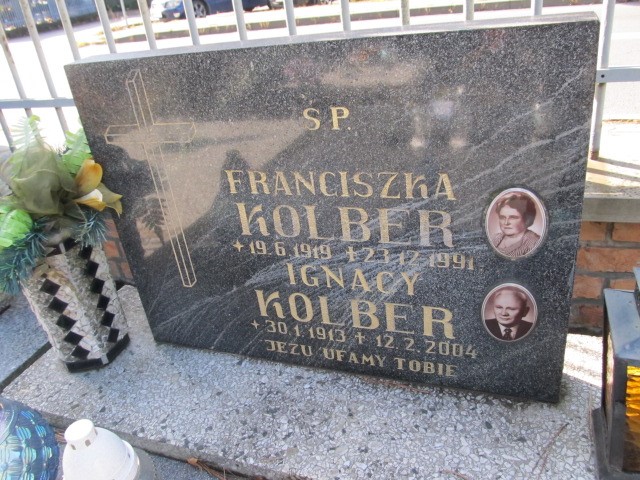 Ś.P.
FRANCISZKA
KOLBER
+ 19.6.1919 + 23.12.1991
IGNACY
KOLBER
+ 30.1.1913 + 12.2.2004
JEZU UFAMY TOBIE